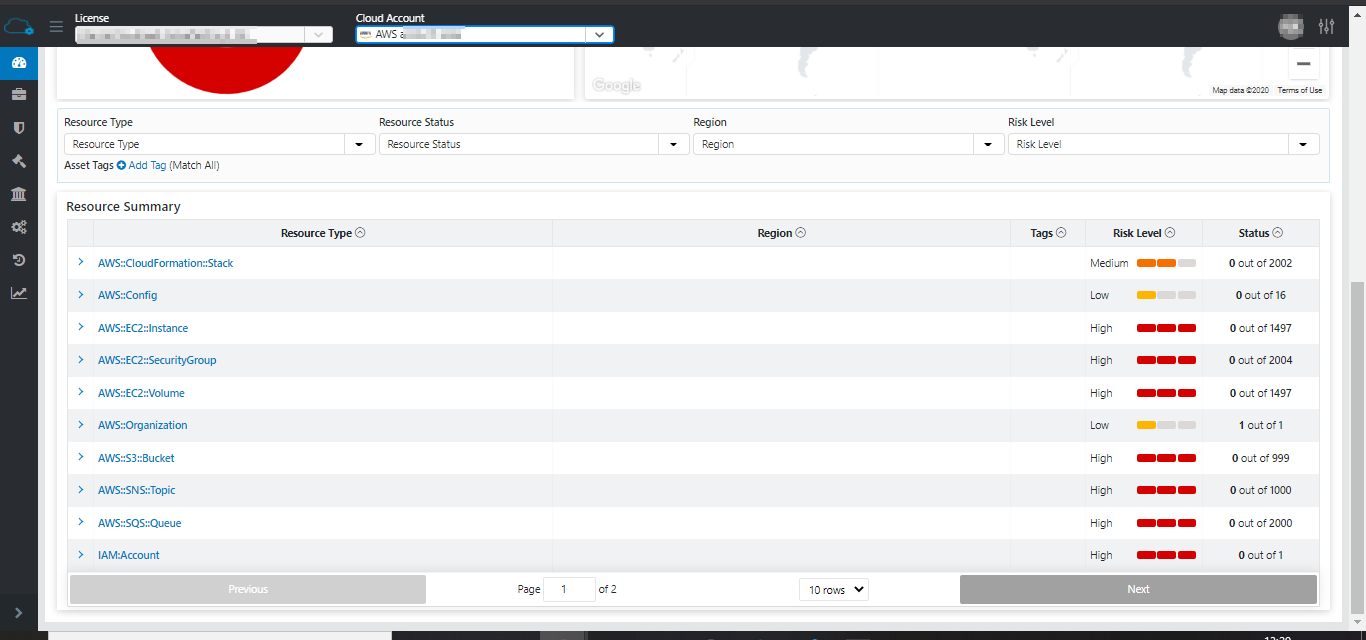 License
Cloud Account
AWS
Google
Map data ©2020 Terms of Use
Resource Type Resource Status Region Risk Level
Resource Type Resource Status Region Risk Level
Asset Tags Add Tag (Match All)
Resource Summary
Resource Type Region Tags Risk Level Status
AWS::CloudFormation::Stack Medium 0 out of 2002
AWS::Config Low 0 out of 16
AWS::EC2::Instance High 0 out of 1497
AWS::EC2::SecurityGroup High 0 out of 2004
AWS::EC2::Volume High 0 out of 1497
AWS::Organization Low 1 out of 1
AWS::S3::Bucket High 0 out of 999
AWS::SNS::Topic High 0 out of 1000
AWS::SQS::Queue High 0 out of 2000
IAM:Account High 0 out of 1
Previous Page 1 of 2 10 rows Next